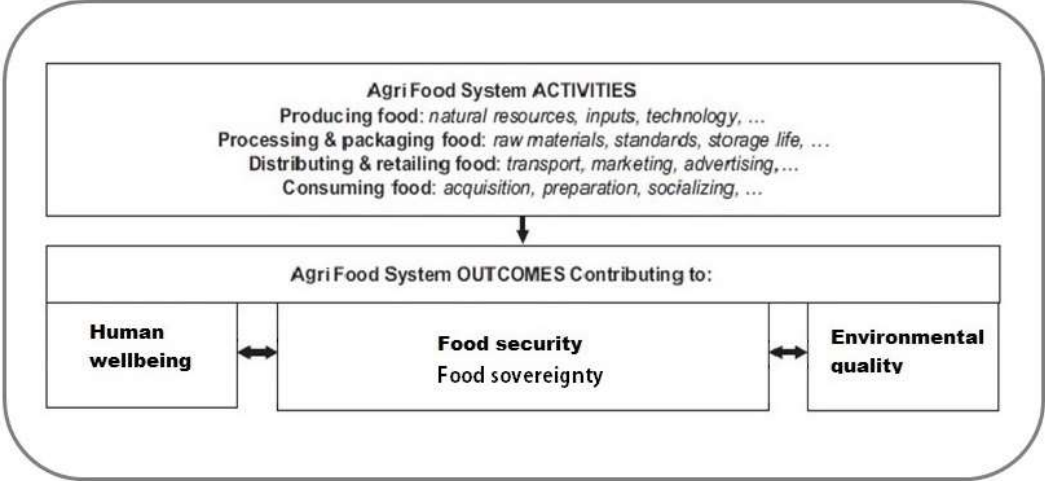 Agri Food System ACTIVITIES
Producing food: natural resources, inputs, technology, ...
Processing & packaging food: raw materials, standards, storage life, ...
Distributing & retailing food: transport, marketing, advertising,...
Consuming food: acquisition, preparation, socializing, ...
Agri Food System OUTCOMES Contributing to:
Human
wellbeing
Food security
Food sovereignty
Environmental
quality